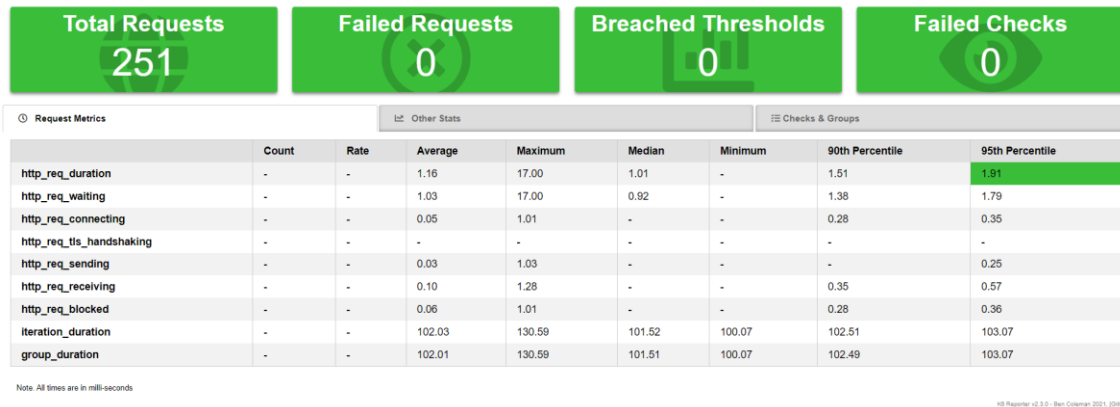 Total Requests Failed Requests Breached Thresholds Failed Checks
251 0 0 0
Request Metrics Other Stats Checks & Groups
Count Rate Average Maximum Median Minimum 90th Percentile 95th Percentile
http_req_duration - - 1.16 17.00 1.01 - 1.51 1.91
http_req_waiting - - 1.03 17.00 0.92 - 1.38 1.79
http_req_connecting - - 0.05 1.01 - - 0.28 0.35
http_req_tls_handshaking - - - - - - - -
http_req_sending - - 0.03 1.03 - - - 0.25
http_req_receiving - - 0.10 1.28 - - 0.35 0.57
http_req_blocked - - 0.06 1.01 - - 0.28 0.36
iteration_duration - - 102.03 130.59 101.52 100.07 102.51 103.07
group_duration - - 102.01 130.59 101.51 100.07 102.49 103.07
Note. All times are in milli-seconds
K6 Reporter v2.3.0 - Ben Coleman 2021,